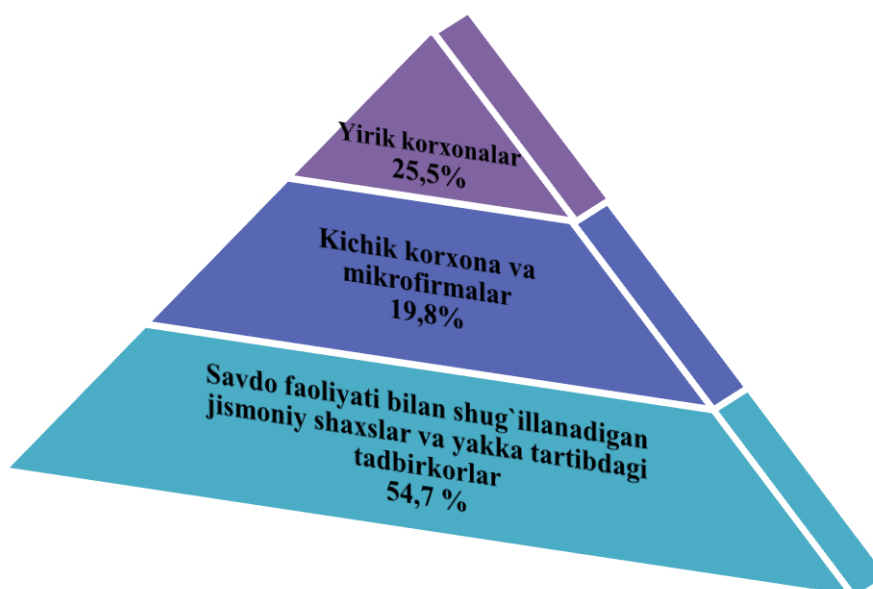 Yirik korxonalar
25,5%
Kichik korxona va
mikrofirmalar
19,8%
Savdo faoliyati bilan shug`illanadigan
jismoniy shaxslar va yakka tartibdagi
tadbirkorlar
54,7 %